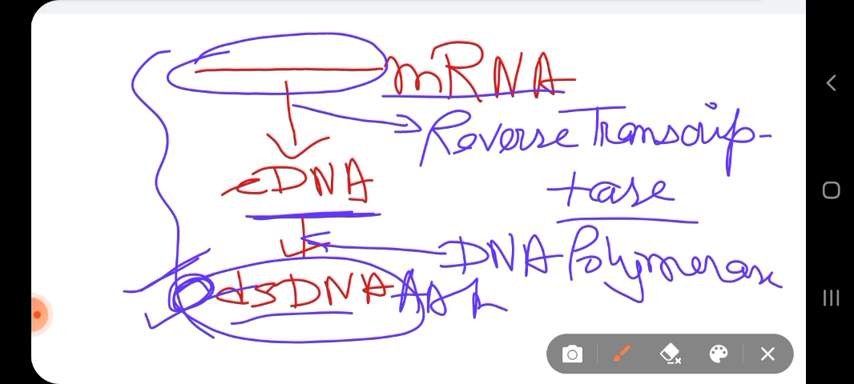 mRNA
Reverse Transcrip-
tase
cDNA
DNA Polymerase
dsDNA